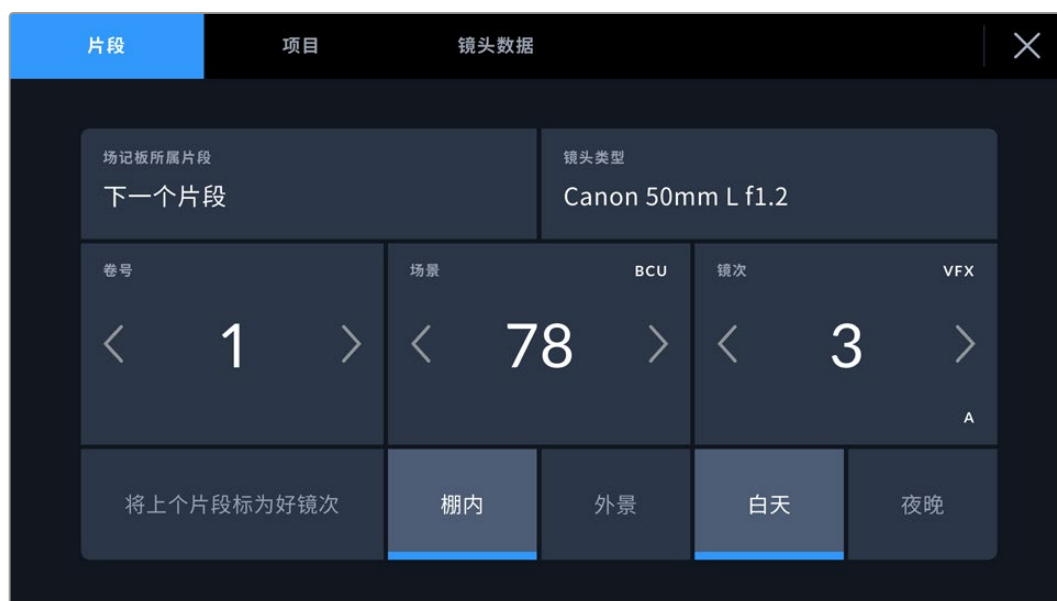 片段 项目 镜头数据
场记板所属片段 镜头类型
下一个片段 Canon 50mm L f1.2
卷号 场景 BCU 镜次 VFX
1 78 3
A
将上个片段标为好镜次 棚内 外景 白天 夜晚